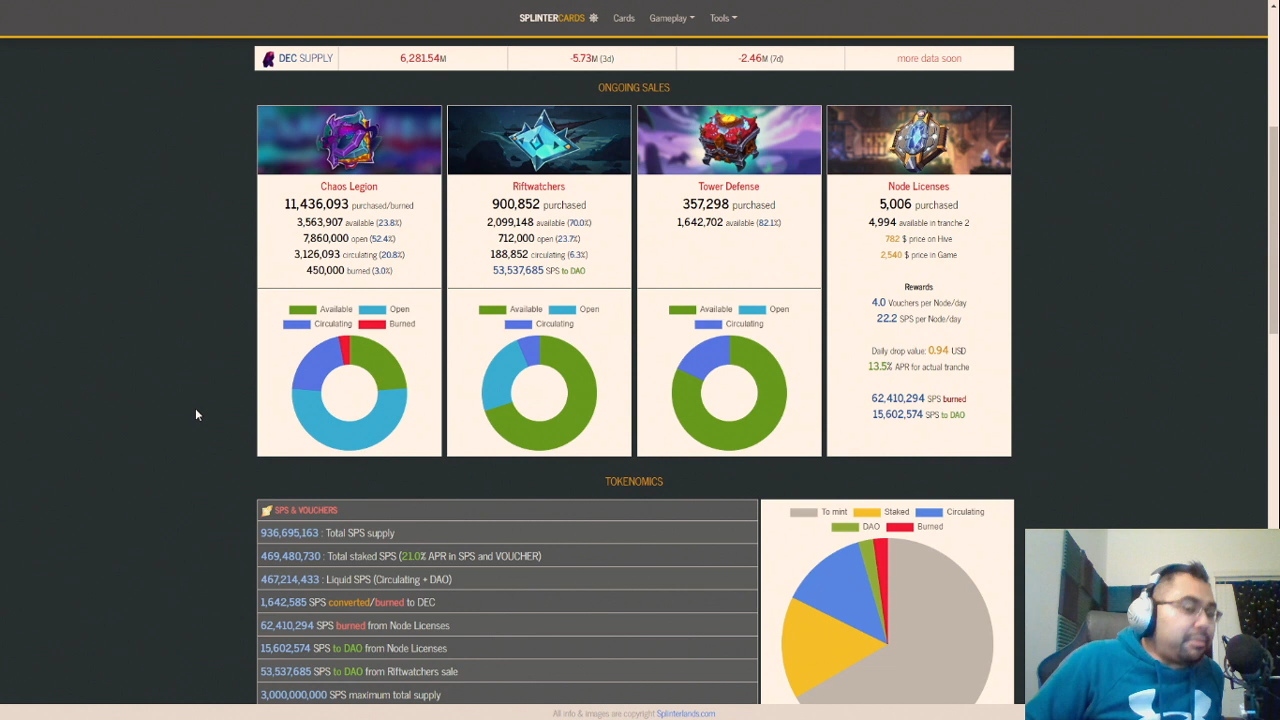 SPLINTERCARDS Cards Gameplay Tools
DEC SUPPLY 6,281.54M -5.73M (3d) -2.46M (7d) more data soon
ONGOING SALES
Chaos Legion
11,436,093 purchased/burned
3,563,907 available (23.8%)
7,860,000 open (52.4%)
3,126,093 circulating (20.8%)
450,000 burned (3.0%)
Available Open
Circulating Burned
Riftwatchers
900,852 purchased
2,099,148 available (70.0%)
712,000 open (23.7%)
188,852 circulating (6.3%)
53,537,685 SPS to DAO
Available Open
Circulating
Tower Defense
357,298 purchased
1,642,702 available (82.1%)
Available Open
Circulating
Node Licenses
5,006 purchased
4,994 available in tranche 2
782 $ price on Hive
2,540 $ price in Game
Rewards
4.0 Vouchers per Node/day
22.2 SPS per Node/day
Daily drop value: 0.94 USD
13.5% APR for actual tranche
62,410,294 SPS burned
15,602,574 SPS to DAO
TOKENOMICS
SPS & VOUCHERS
936,695,163 : Total SPS supply
469,480,730 : Total staked SPS (21.0% APR in SPS and VOUCHER)
467,214,433 : Liquid SPS (Circulating + DAO)
1,642,585 SPS converted/burned to DEC
62,410,294 SPS burned from Node Licenses
15,602,574 SPS to DAO from Node Licenses
53,537,685 SPS to DAO from Riftwatchers sale
3,000,000,000 SPS maximum total supply
To mint Staked Circulating
DAO Burned
All info & images are copyright Splinterlands.com